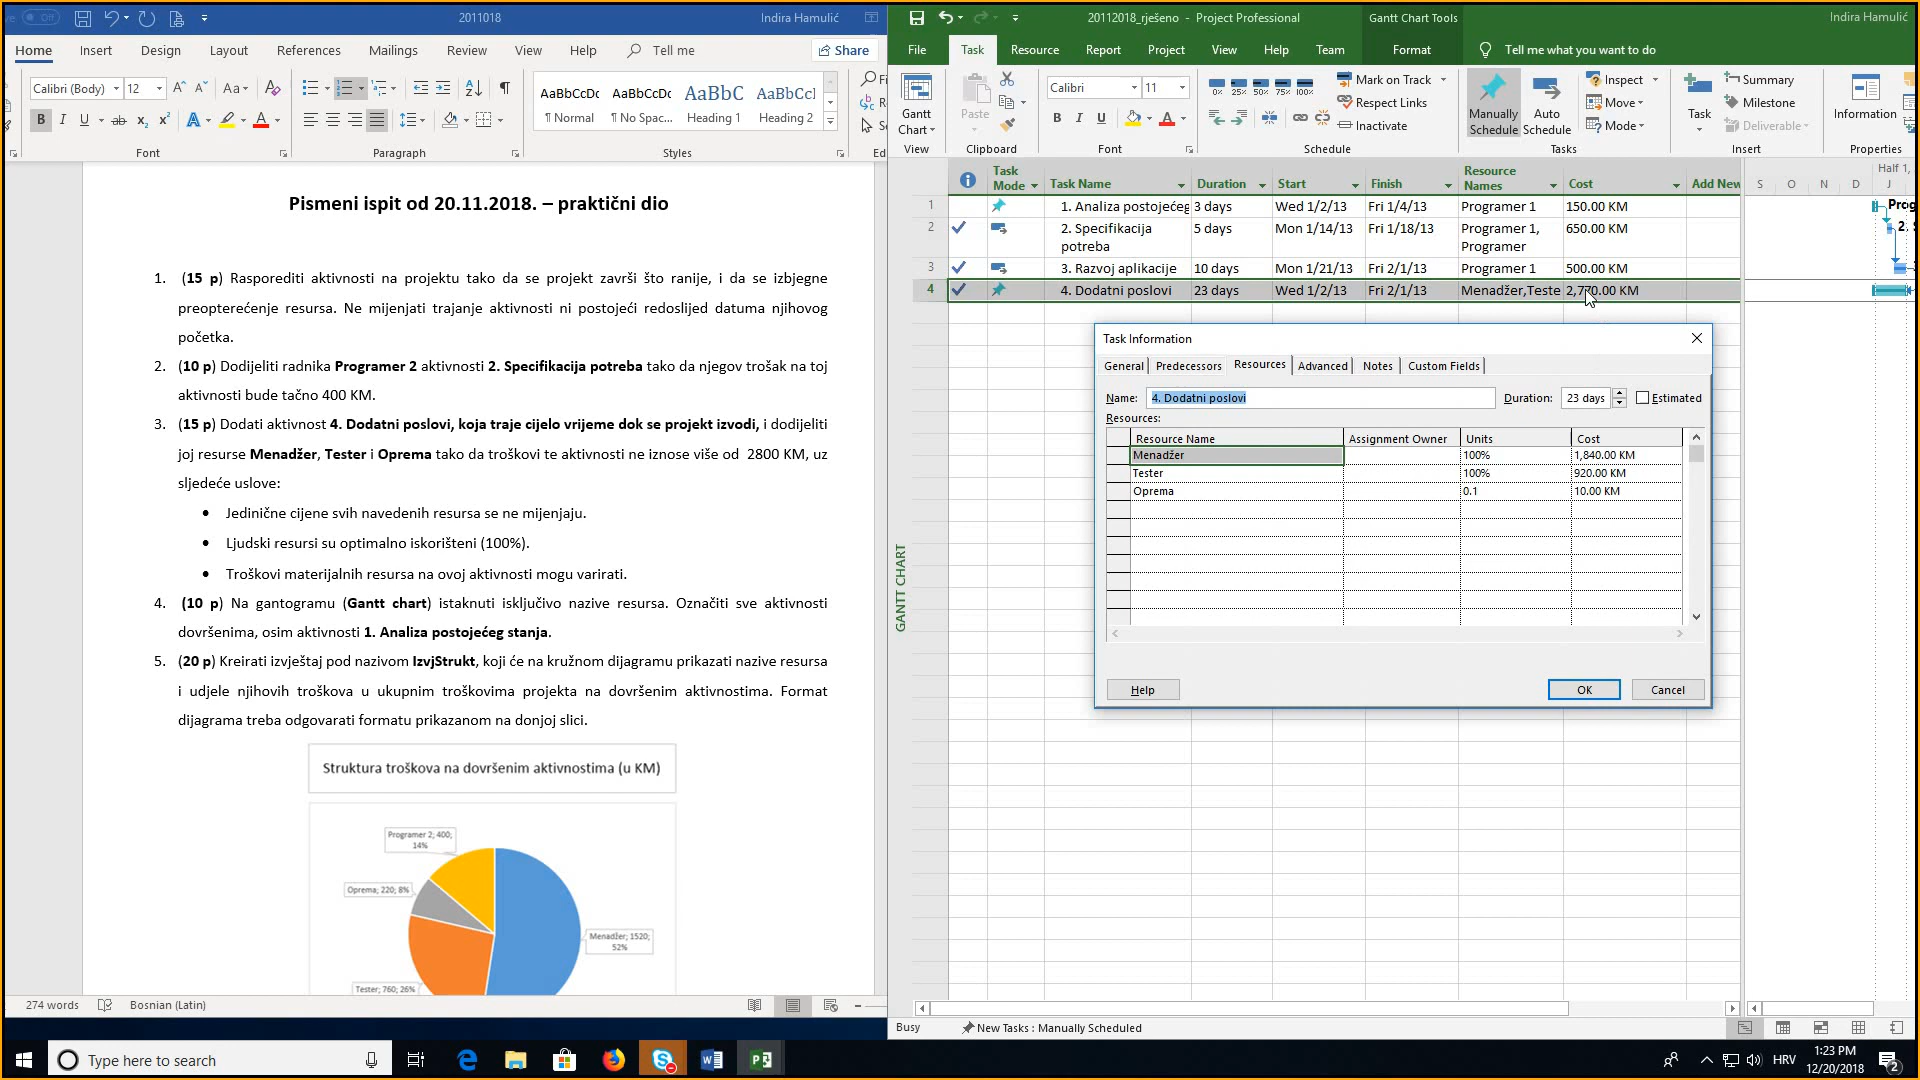 Off
2011018
Indira Hamulić
Home Insert Design Layout References Mailings Review View Help Tell me Share
Calibri (Body) 12 Aa
AaBbCcDc AaBbCcDc AaBbC AaBbCcI
¶ Normal ¶ No Spac... Heading 1 Heading 2
Font Paragraph Styles Ed
Pismeni ispit od 20.11.2018. – praktični dio
1. (15 p) Rasporediti aktivnosti na projektu tako da se projekt završi što ranije, i da se izbjegne
preopterećenje resursa. Ne mijenjati trajanje aktivnosti ni postojeći redoslijed datuma njihovog
početka.
2. (10 p) Dodijeliti radnika Programer 2 aktivnosti 2. Specifikacija potreba tako da njegov trošak na toj
aktivnosti bude tačno 400 KM.
3. (15 p) Dodati aktivnost 4. Dodatni poslovi, koja traje cijelo vrijeme dok se projekt izvodi, i dodijeliti
joj resurse Menadžer, Tester i Oprema tako da troškovi te aktivnosti ne iznose više od 2800 KM, uz
sljedeće uslove:
• Jedinične cijene svih navedenih resursa se ne mijenjaju.
• Ljudski resursi su optimalno iskorišteni (100%).
• Troškovi materijalnih resursa na ovoj aktivnosti mogu varirati.
4. (10 p) Na gantogramu (Gantt chart) istaknuti isključivo nazive resursa. Označiti sve aktivnosti
dovršenima, osim aktivnosti 1. Analiza postojećeg stanja.
5. (20 p) Kreirati izvještaj pod nazivom IzvjStrukt, koji će na kružnom dijagramu prikazati nazive resursa
i udjele njihovih troškova u ukupnim troškovima projekta na dovršenim aktivnostima. Format
dijagrama treba odgovarati formatu prikazanom na donjoj slici.
Struktura troškova na dovršenim aktivnostima (u KM)
Programer 2; 400;
14%
Oprema; 220; 8%
Menadžer; 1520;
52%
Tester; 760; 26%
274 words Bosnian (Latin)
20112018_rješeno - Project Professional Gantt Chart Tools Indira Hamulić
File Task Resource Report Project View Help Team Format Tell me what you want to do
Gantt Chart
View
Paste
Clipboard
Calibri 11
B I U
Font
0% 25% 50% 75% 100%
Mark on Track
Respect Links
Inactivate
Schedule
Manually Schedule
Auto Schedule
Inspect
Move
Mode
Tasks
Task
Summary
Milestone
Deliverable
Insert
Information
Properties
Task Mode Task Name Duration Start Finish Resource Names Cost Add New
Half 1,
S O N D J
1 1. Analiza postojećeg 3 days Wed 1/2/13 Fri 1/4/13 Programer 1 150.00 KM
2 2. Specifikacija potreba 5 days Mon 1/14/13 Fri 1/18/13 Programer 1, Programer 650.00 KM
3 3. Razvoj aplikacije 10 days Mon 1/21/13 Fri 2/1/13 Programer 1 500.00 KM
4 4. Dodatni poslovi 23 days Wed 1/2/13 Fri 2/1/13 Menadžer,Teste 2,770.00 KM
Prog
2. S
GANTT CHART
Task Information
General Predecessors Resources Advanced Notes Custom Fields
Name: 4. Dodatni poslovi Duration: 23 days Estimated
Resources:
Resource Name Assignment Owner Units Cost
Menadžer 100% 1,840.00 KM
Tester 100% 920.00 KM
Oprema 0.1 10.00 KM
Help OK Cancel
Busy New Tasks : Manually Scheduled
Type here to search
HRV
1:23 PM
12/20/2018
2